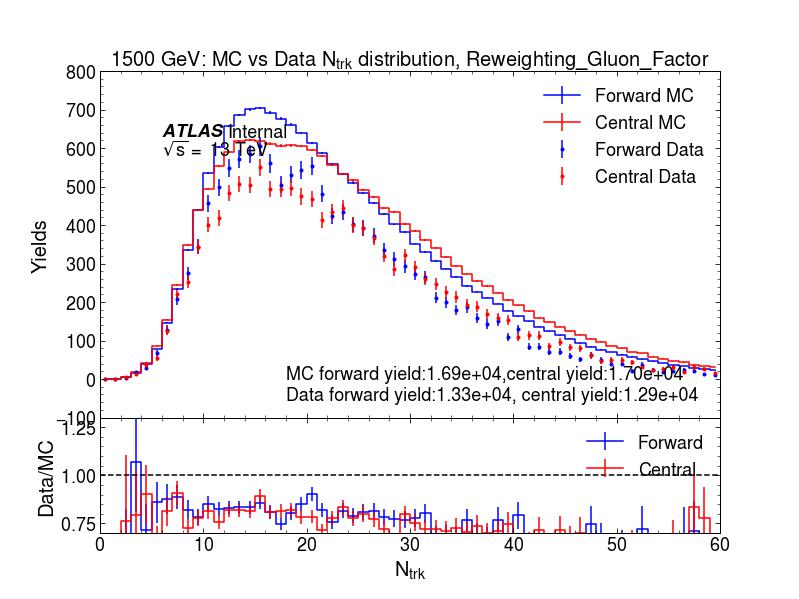 1500 GeV: MC vs Data Ntrk distribution, Reweighting_Gluon_Factor
800
700
600
500
400
300
200
100
0
−100
Yields
ATLAS Internal
√s = 13 TeV
Forward MC
Central MC
Forward Data
Central Data
MC forward yield:1.69e+04,central yield:1.70e+04
Data forward yield:1.33e+04, central yield:1.29e+04
1.25
1.00
0.75
Data/MC
Forward
Central
0 10 20 30 40 50 60
Ntrk